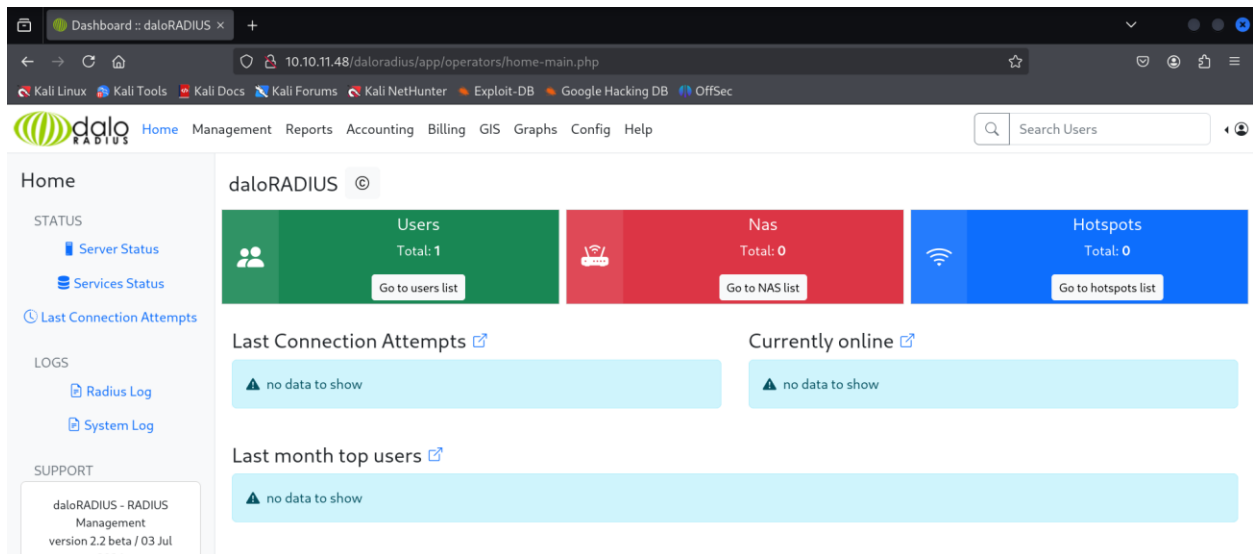 Dashboard :: daloRADIUS × +
10.10.11.48/daloradius/app/operators/home-main.php
Kali Linux Kali Tools Kali Docs Kali Forums Kali NetHunter Exploit-DB Google Hacking DB OffSec
dalo RADIUS Home Management Reports Accounting Billing GIS Graphs Config Help Search Users
Home
STATUS
Server Status
Services Status
Last Connection Attempts
LOGS
Radius Log
System Log
SUPPORT
daloRADIUS - RADIUS
Management
version 2.2 beta / 03 Jul
daloRADIUS ©
Users
Total: 1
Go to users list
Nas
Total: 0
Go to NAS list
Hotspots
Total: 0
Go to hotspots list
Last Connection Attempts
no data to show
Currently online
no data to show
Last month top users
no data to show